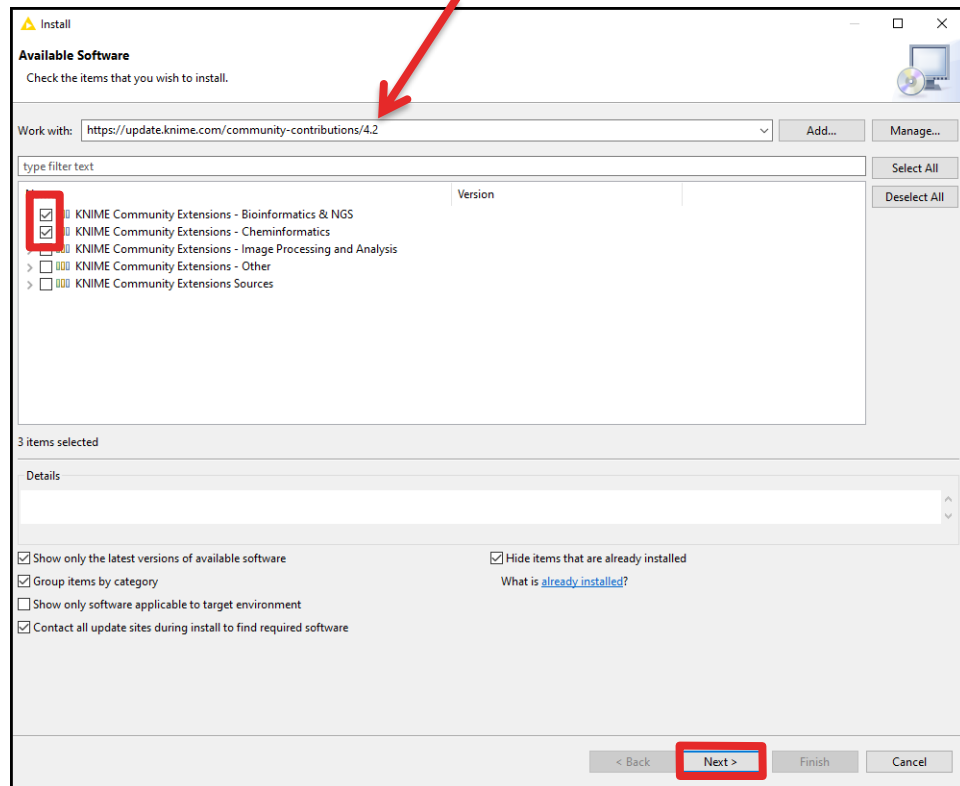 Install
Available Software
Check the items that you wish to install.
Work with: https://update.knime.com/community-contributions/4.2 Add... Manage...
type filter text Select All
Version Deselect All
KNIME Community Extensions - Bioinformatics & NGS
KNIME Community Extensions - Cheminformatics
KNIME Community Extensions - Image Processing and Analysis
KNIME Community Extensions - Other
KNIME Community Extensions Sources
3 items selected
Details
Show only the latest versions of available software Hide items that are already installed
Group items by category What is already installed?
Show only software applicable to target environment
Contact all update sites during install to find required software
< Back Next > Finish Cancel